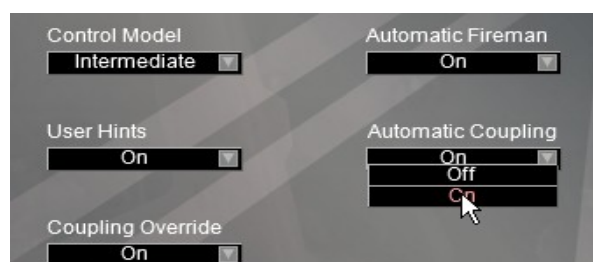 Control Model
Intermediate
Automatic Fireman
On
User Hints
On
Automatic Coupling
On
Off
On
Coupling Override
On